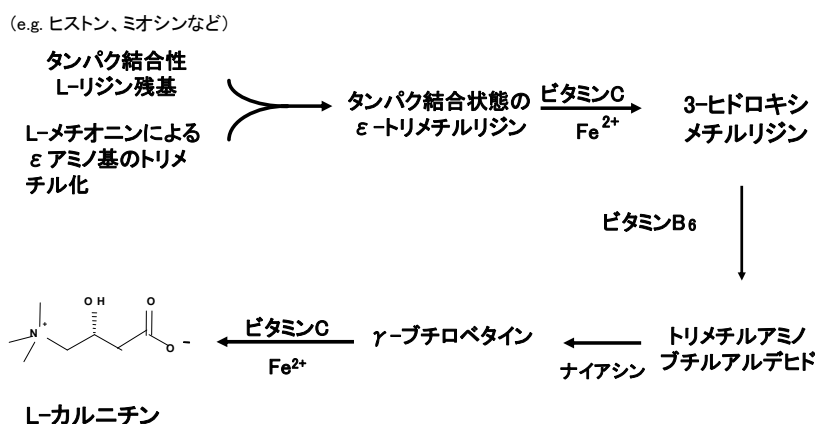 (e.g. ヒストン、ミオシンなど)
タンパク結合性
L-リジン残基
L-メチオニンによる
εアミノ基のトリメ
チル化
タンパク結合状態の
ε-トリメチルリジン
ビタミンC
Fe2+
3-ヒドロキシ
メチルリジン
ビタミンB6
トリメチルアミノ
ブチルアルデヒド
ナイアシン
γ-ブチロベタイン
ビタミンC
Fe2+
OH
O
N+
O-
L-カルニチン